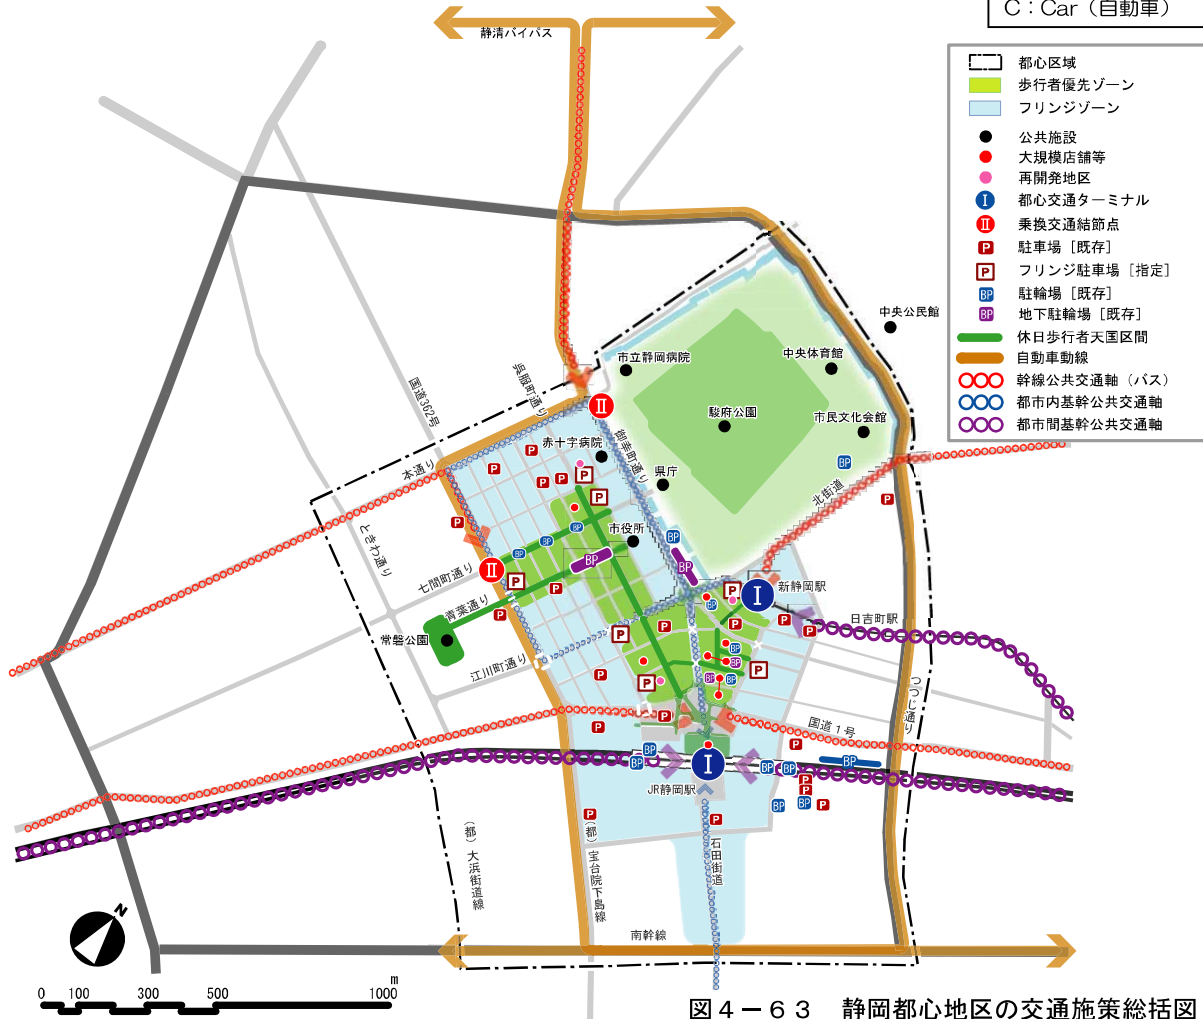 C：Car（自動車）
静清バイパス
都心区域
歩行者優先ゾーン
フリンジゾーン
公共施設
大規模店舗等
再開発地区
Ⅰ 都心交通ターミナル
Ⅱ 乗換交通結節点
P 駐車場［既存］
P フリンジ駐車場［指定］
BP 駐輪場［既存］
BP 地下駐輪場［既存］
休日歩行者天国区間
自動車動線
幹線公共交通軸（バス）
都市内基幹公共交通軸
都市間基幹公共交通軸
中央公民館
市立静岡病院
中央体育館
呉服町通り
国道362号
Ⅱ
駿府公園
市民文化会館
赤十字病院
御幸町通り
本通り
県庁
北街道
ときわ通り
市役所
七間町通り
Ⅱ
BP
BP
青葉通り
Ⅰ
新静岡駅
日吉町駅
常磐公園
江川町通り
つつじ通り
国道１号
Ⅰ
BP
JR静岡駅
（都）大浜街道線
（都）宝台院下島線
石田街道
南幹線
N
0 100 300 500 1000
m
図４－６３　静岡都心地区の交通施策総括図